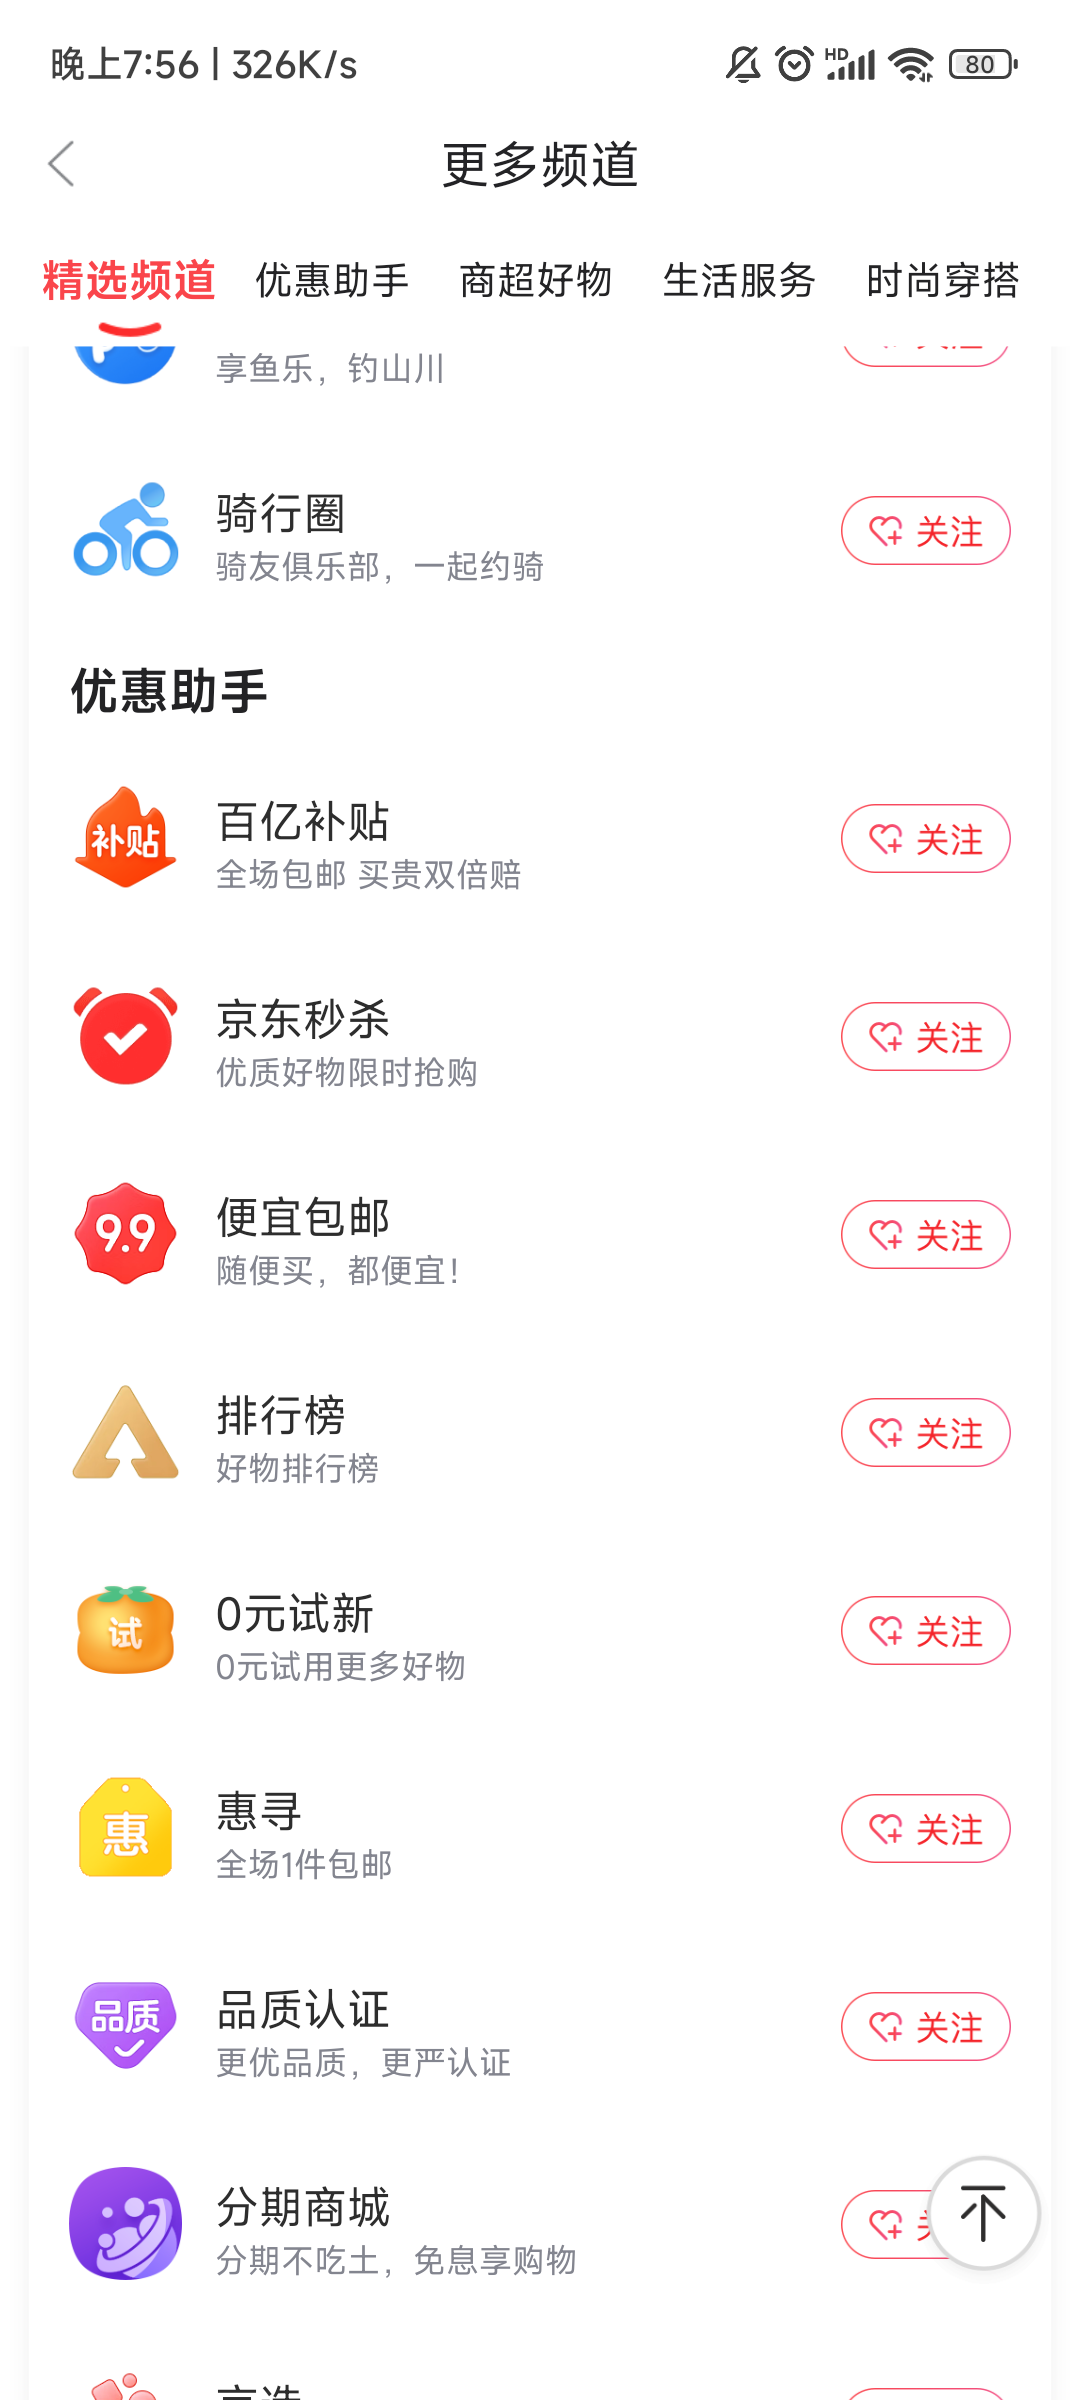 晚上7:56 | 326K/s
HD
80
更多频道
精选频道 优惠助手 商超好物 生活服务 时尚穿搭
享鱼乐，钓山川
骑行圈
骑友俱乐部，一起约骑
关注
优惠助手
补贴
百亿补贴
全场包邮 买贵双倍赔
关注
京东秒杀
优质好物限时抢购
关注
9.9
便宜包邮
随便买，都便宜！
关注
排行榜
好物排行榜
关注
试
0元试新
0元试用更多好物
关注
惠
惠寻
全场1件包邮
关注
品质
品质认证
更优品质，更严认证
关注
分期商城
分期不吃土，免息享购物